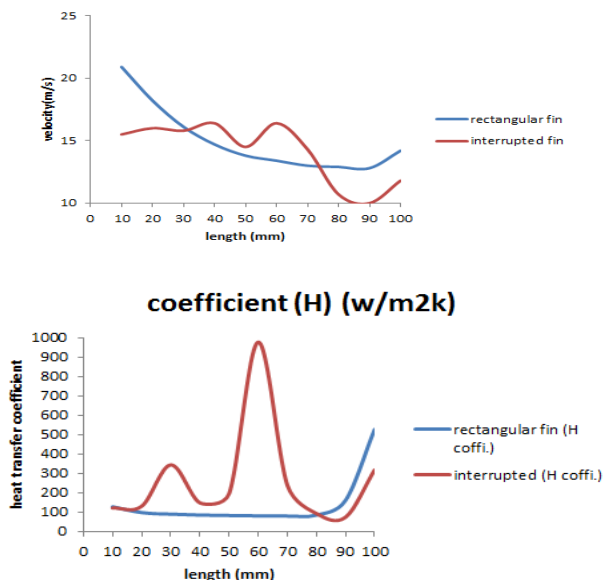 25
20
15
10
velocity(m/s)
0 10 20 30 40 50 60 70 80 90 100
length (mm)
rectangular fin
interrupted fin
coefficient (H) (w/m2k)
1000
900
800
700
600
500
400
300
200
100
0
heat transfer coefficient
0 10 20 30 40 50 60 70 80 90 100
length (mm)
rectangular fin (H
coffi.)
interrupted (H coffi.)